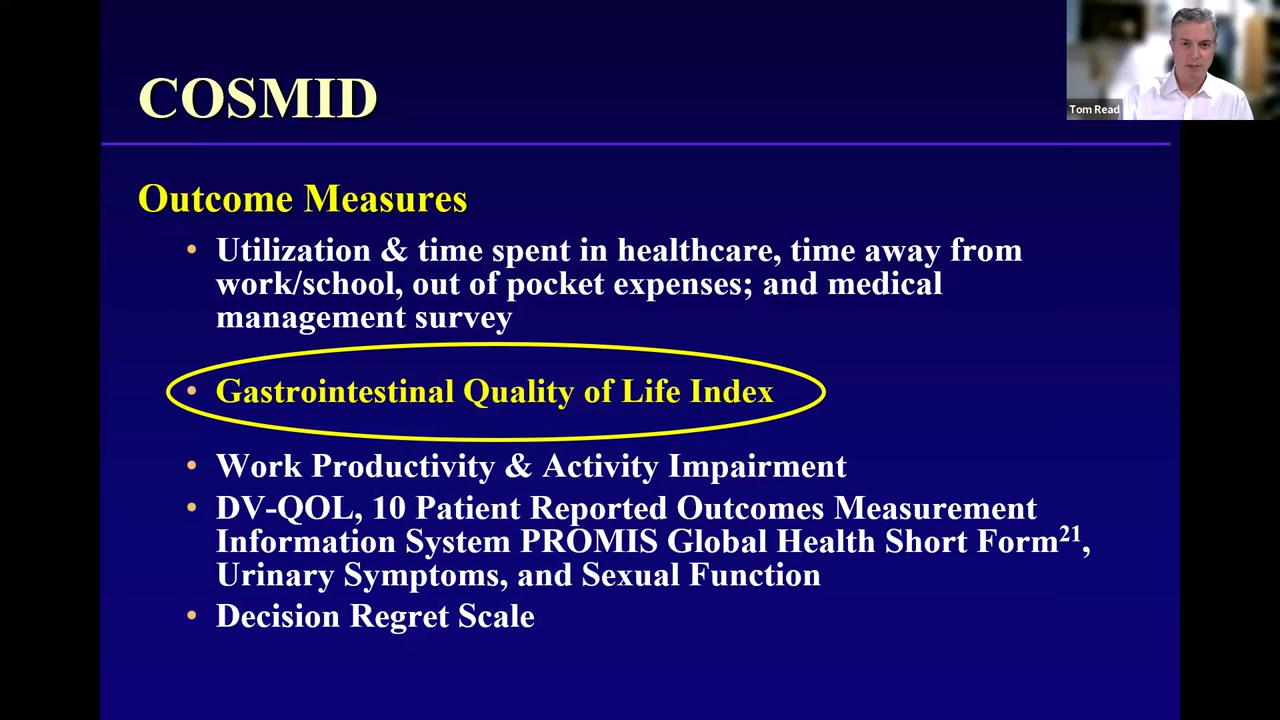 COSMID
Tom Read
Outcome Measures
• Utilization & time spent in healthcare, time away from
work/school, out of pocket expenses; and medical
management survey
• Gastrointestinal Quality of Life Index
• Work Productivity & Activity Impairment
• DV-QOL, 10 Patient Reported Outcomes Measurement
Information System PROMIS Global Health Short Form²¹,
Urinary Symptoms, and Sexual Function
• Decision Regret Scale